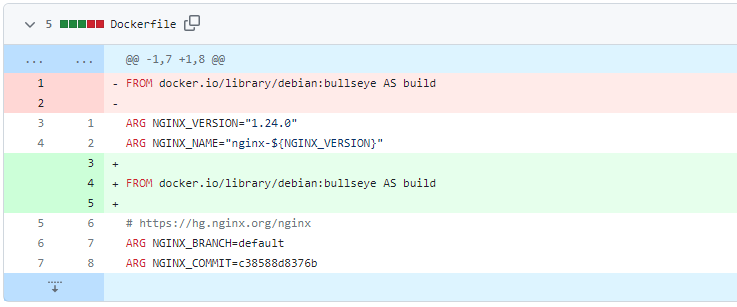 5 Dockerfile
... ... @@ -1,7 +1,8 @@
1 - FROM docker.io/library/debian:bullseye AS build
2 -
3 1 ARG NGINX_VERSION="1.24.0"
4 2 ARG NGINX_NAME="nginx-${NGINX_VERSION}"
3 +
4 + FROM docker.io/library/debian:bullseye AS build
5 +
5 6 # https://hg.nginx.org/nginx
6 7 ARG NGINX_BRANCH=default
7 8 ARG NGINX_COMMIT=c38588d8376b